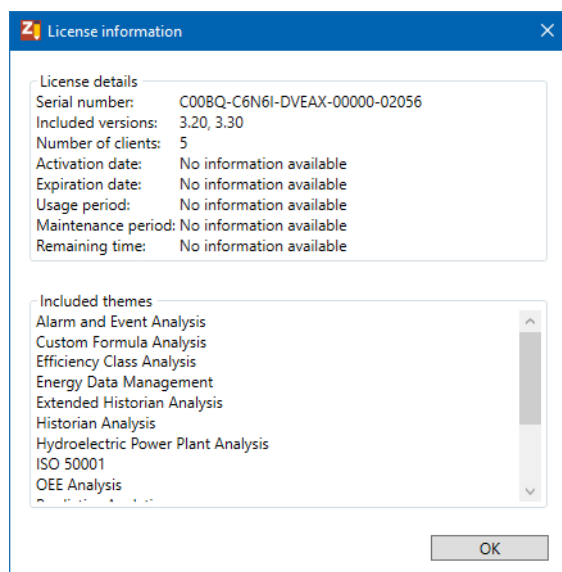 License information
License details
Serial number: C00BQ-C6N6I-DVEAX-00000-02056
Included versions: 3.20, 3.30
Number of clients: 5
Activation date: No information available
Expiration date: No information available
Usage period: No information available
Maintenance period: No information available
Remaining time: No information available
Included themes
Alarm and Event Analysis
Custom Formula Analysis
Efficiency Class Analysis
Energy Data Management
Extended Historian Analysis
Historian Analysis
Hydroelectric Power Plant Analysis
ISO 50001
OEE Analysis
OK